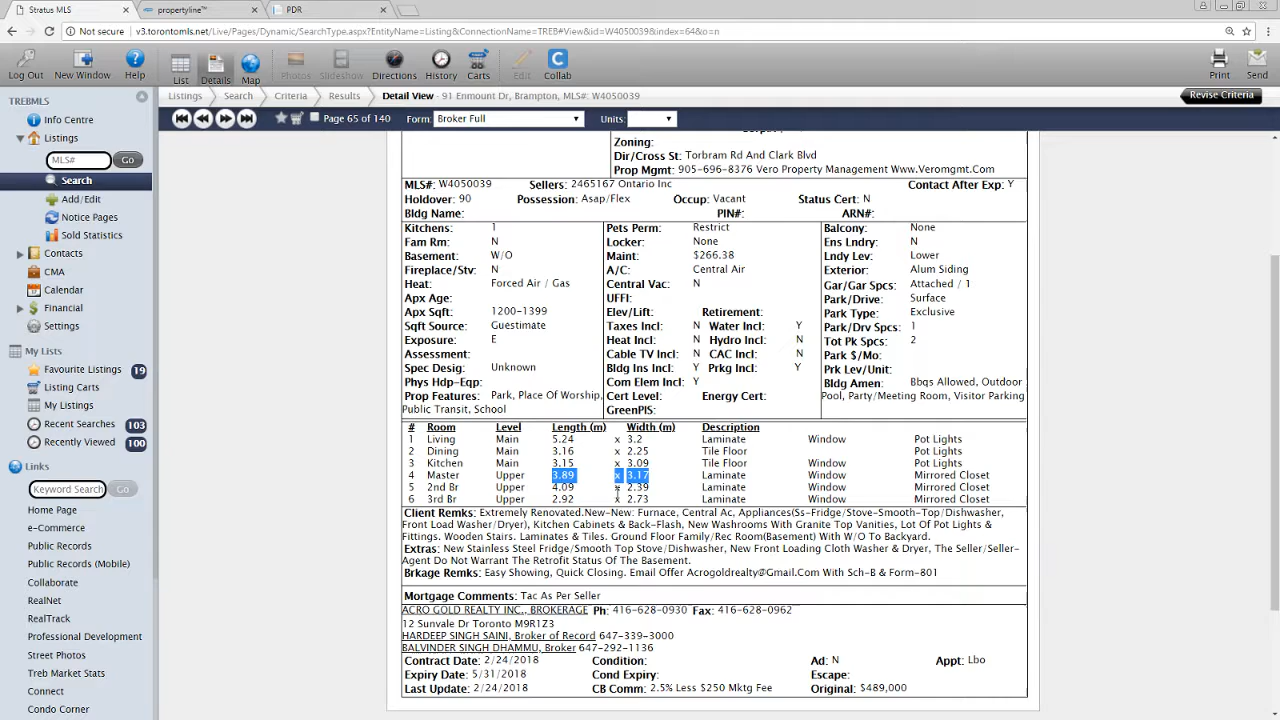 Stratus MLS
propertyline™
PDR
Not secure v3.torontomls.net/Live/Pages/Dynamic/SearchType.aspx?EntityName=Listing&ConnectionName=TREB#View&id=W4050039&index=64&o=n
Log Out New Window Help List Details Map Photos Slideshow Directions History Carts Edit Collab Print Send
TREBMLS
Listings Search Criteria Results Detail View - 91 Enmount Dr, Brampton, MLS#: W4050039 Revise Criteria
Page 65 of 140 Form: Broker Full Units:
Info Centre
Listings
MLS# Go
Search
Add/Edit
Notice Pages
Sold Statistics
Contacts
CMA
Calendar
Financial
Settings
My Lists
Favourite Listings 19
Listing Carts
My Listings
Recent Searches 103
Recently Viewed 100
Links
Keyword Search Go
Home Page
e-Commerce
Public Records
Public Records (Mobile)
Collaborate
RealNet
RealTrack
Professional Development
Street Photos
Treb Market Stats
Connect
Condo Corner
Zoning:
Dir/Cross St: Torbram Rd And Clark Blvd
Prop Mgmt: 905-696-8376 Vero Property Management Www.Veromgmt.Com
MLS#: W4050039 Sellers: 2465167 Ontario Inc Contact After Exp: Y
Holdover: 90 Possession: Asap/Flex Occup: Vacant Status Cert: N
Bldg Name: PIN#: ARN#:
Kitchens: 1 Pets Perm: Restrict Balcony: None
Fam Rm: N Locker: None Ens Lndry: N
Basement: W/O Maint: $266.38 Lndy Lev: Lower
Fireplace/Stv: N A/C: Central Air Exterior: Alum Siding
Heat: Forced Air / Gas Central Vac: N Gar/Gar Spcs: Attached / 1
Apx Age: UFFI: Park/Drive: Surface
Apx Sqft: 1200-1399 Elev/Lift: Retirement: Park Type: Exclusive
Sqft Source: Guestimate Taxes Incl: N Water Incl: Y Park/Drv Spcs: 1
Exposure: E Heat Incl: N Hydro Incl: N Tot Pk Spcs: 2
Assessment: Cable TV Incl: N CAC Incl: N Park $/Mo:
Spec Desig: Unknown Bldg Ins Incl: Y Prkg Incl: Y Prk Lev/Unit:
Phys Hdp-Eqp: Com Elem Incl: Y Bldg Amen: Bbqs Allowed, Outdoor
Prop Features: Park, Place Of Worship, Cert Level: Energy Cert: Pool, Party/Meeting Room, Visitor Parking
Public Transit, School GreenPIS:
# Room Level Length (m) Width (m) Description
1 Living Main 5.24 x 3.2 Laminate Window Pot Lights
2 Dining Main 3.16 x 2.25 Tile Floor Pot Lights
3 Kitchen Main 3.15 x 3.09 Tile Floor Window Pot Lights
4 Master Upper 3.89 x 3.17 Laminate Window Mirrored Closet
5 2nd Br Upper 4.09 x 2.39 Laminate Window Mirrored Closet
6 3rd Br Upper 2.92 x 2.73 Laminate Window Mirrored Closet
Client Remks: Extremely Renovated.New-New: Furnace, Central Ac, Appliances(Ss-Fridge/Stove-Smooth-Top/Dishwasher,
Front Load Washer/Dryer), Kitchen Cabinets & Back-Flash, New Washrooms With Granite Top Vanities, Lot Of Pot Lights &
Fittings. Wooden Stairs. Laminates & Tiles. Ground Floor Family/Rec Room(Basement) With W/O To Backyard.
Extras: New Stainless Steel Fridge/Smooth Top Stove/Dishwasher, New Front Loading Cloth Washer & Dryer, The Seller/Seller-
Agent Do Not Warrant The Retrofit Status Of The Basement.
Brkage Remks: Easy Showing, Quick Closing. Email Offer Acrogoldrealty@Gmail.Com With Sch-B & Form-801
Mortgage Comments: Tac As Per Seller
ACRO GOLD REALTY INC., BROKERAGE Ph: 416-628-0930 Fax: 416-628-0962
12 Sunvale Dr Toronto M9R1Z3
HARDEEP SINGH SAINI, Broker of Record 647-339-3000
BALVINDER SINGH DHAMMU, Broker 647-292-1136
Contract Date: 2/24/2018 Condition: Ad: N Appt: Lbo
Expiry Date: 5/31/2018 Cond Expiry: Escape:
Last Update: 2/24/2018 CB Comm: 2.5% Less $250 Mktg Fee Original: $489,000